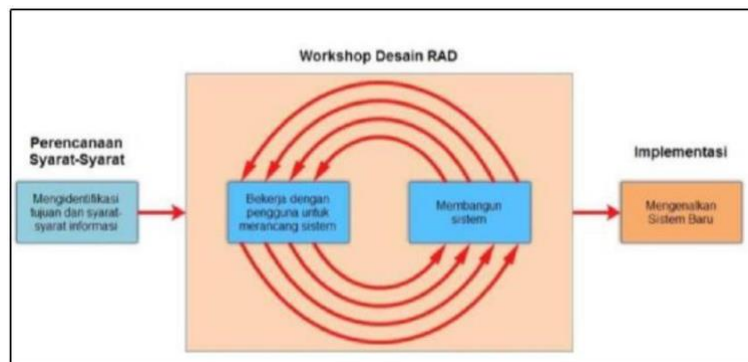 Workshop Desain RAD
Perencanaan
Syarat-Syarat
Mengidentifikasi
tujuan dan syarat-
syarat informasi
Bekerja dengan
pengguna untuk
merancang sistem
Membangun
sistem
Implementasi
Mengenalkan
Sistem Baru